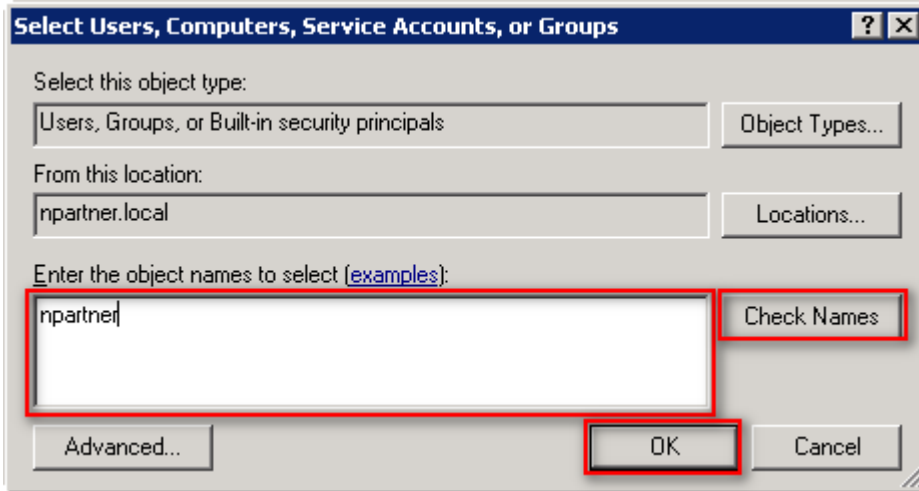 Select Users, Computers, Service Accounts, or Groups
Select this object type:
Users, Groups, or Built-in security principals
Object Types...
From this location:
npartner.local
Locations...
Enter the object names to select (examples):
npartner
Check Names
Advanced...
OK
Cancel